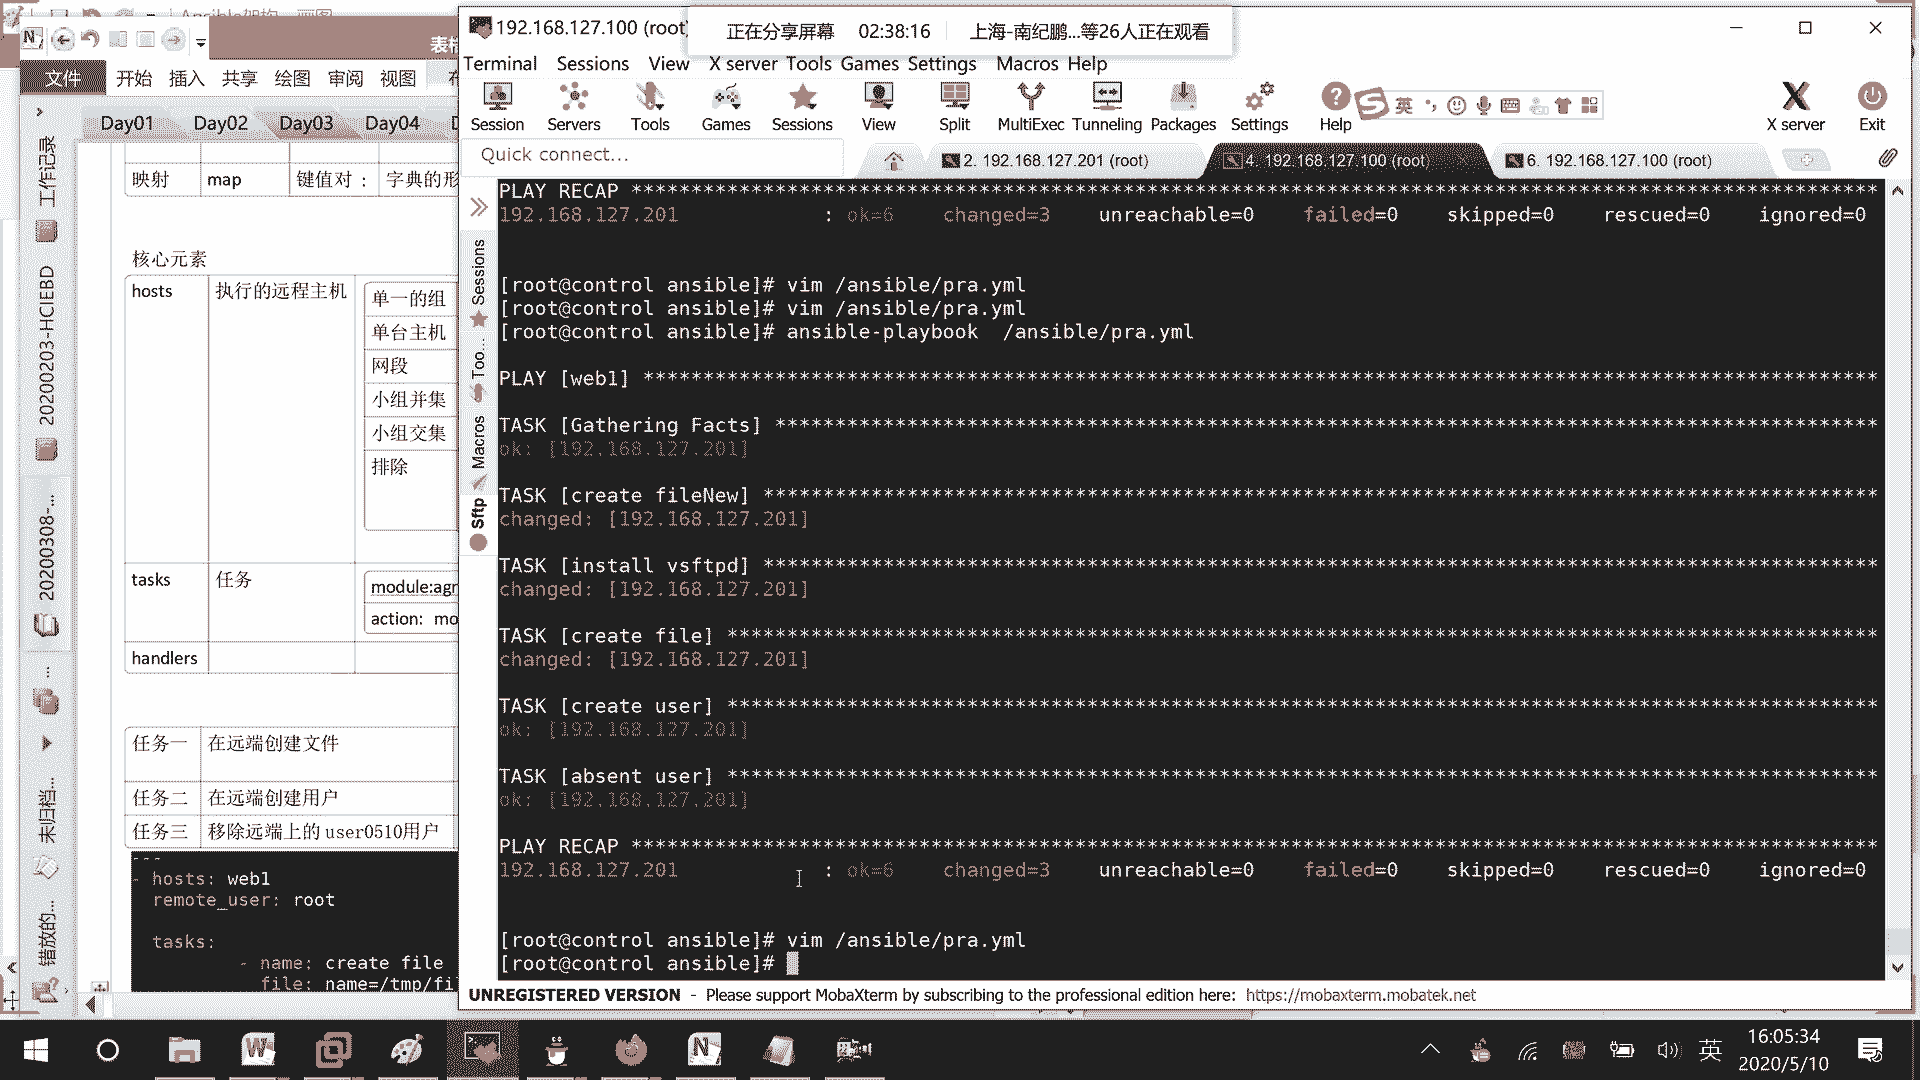 192.168.127.100 (root)
正在分享屏幕 02:38:16 上海-南纪鹏...等26人正在观看
Terminal Sessions View X server Tools Games Settings Macros Help
Session Servers Tools Games Sessions View Split MultiExec Tunneling Packages Settings Help
英
X server Exit
Quick connect...
2. 192.168.127.201 (root)
4. 192.168.127.100 (root)
6. 192.168.127.100 (root)
文件 开始 插入 共享 绘图 审阅 视图
Day01 Day02 Day03 Day04
工作记录
20200203-HCIEBD
20200308-...
未归档...
错放的...
映射 map 键值对 : 字典的形
核心元素
hosts 执行的远程主机
单一的组
单台主机
网段
小组并集
小组交集
排除
tasks 任务
module:agr
action: mo
handlers
任务一 在远端创建文件
任务二 在远端创建用户
任务三 移除远端上的 user0510用户
---
- hosts: web1
remote_user: root
tasks:
- name: create file
file: name=/tmp/fi
Sessions
Too...
Macros
Sftp
PLAY RECAP ********************************************************************************************************
192.168.127.201 : ok=6 changed=3 unreachable=0 failed=0 skipped=0 rescued=0 ignored=0
[root@control ansible]# vim /ansible/pra.yml
[root@control ansible]# vim /ansible/pra.yml
[root@control ansible]# ansible-playbook /ansible/pra.yml
PLAY [web1] *******************************************************************************************************
TASK [Gathering Facts] ********************************************************************************************
ok: [192.168.127.201]
TASK [create fileNew] *********************************************************************************************
changed: [192.168.127.201]
TASK [install vsftpd] *********************************************************************************************
changed: [192.168.127.201]
TASK [create file] ************************************************************************************************
changed: [192.168.127.201]
TASK [create user] ************************************************************************************************
ok: [192.168.127.201]
TASK [absent user] ************************************************************************************************
ok: [192.168.127.201]
PLAY RECAP ********************************************************************************************************
192.168.127.201 : ok=6 changed=3 unreachable=0 failed=0 skipped=0 rescued=0 ignored=0
[root@control ansible]# vim /ansible/pra.yml
[root@control ansible]#
UNREGISTERED VERSION - Please support MobaXterm by subscribing to the professional edition here: https://mobaxterm.mobatek.net
英
16:05:34
2020/5/10